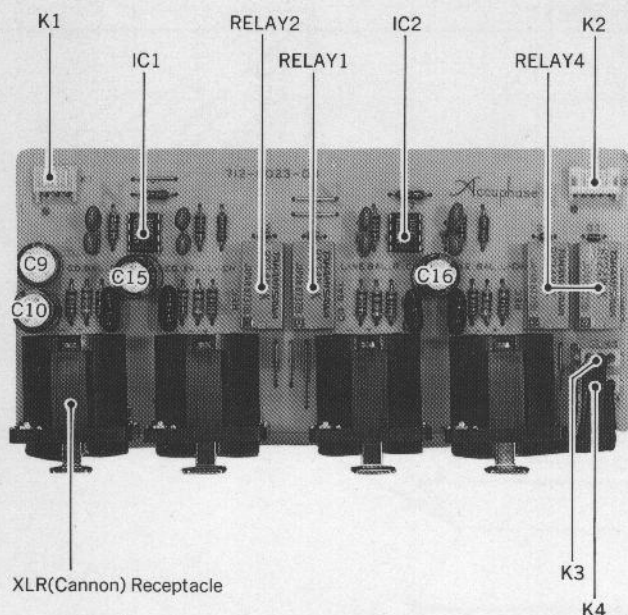 K1
RELAY2
IC2
K2
IC1
RELAY1
RELAY4
Accuphase
C9
C15
C16
C10
XLR(Cannon) Receptacle
K3
K4